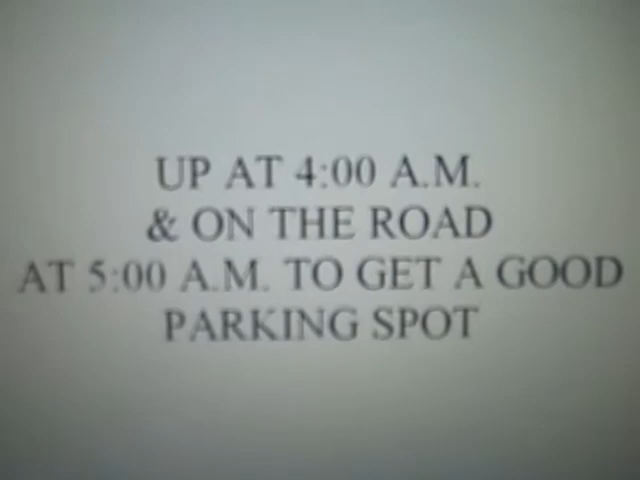 UP AT 4:00 A.M.
& ON THE ROAD
AT 5:00 A.M. TO GET A GOOD
PARKING SPOT